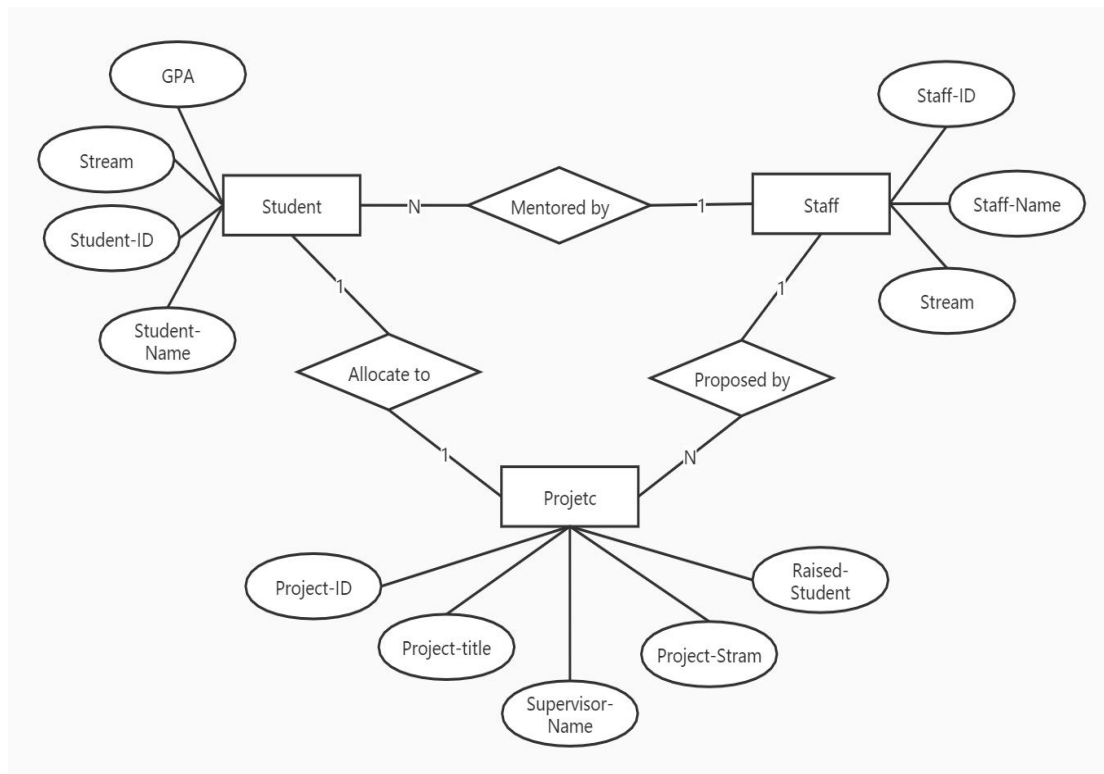 GPA
Staff-ID
Stream
Student
N
Mentored by
1
Staff
Staff-Name
Student-ID
1
1
Stream
Student-
Name
Allocate to
Proposed by
1
N
Projetc
Project-ID
Raised-
Student
Project-title
Project-Stram
Supervisor-
Name